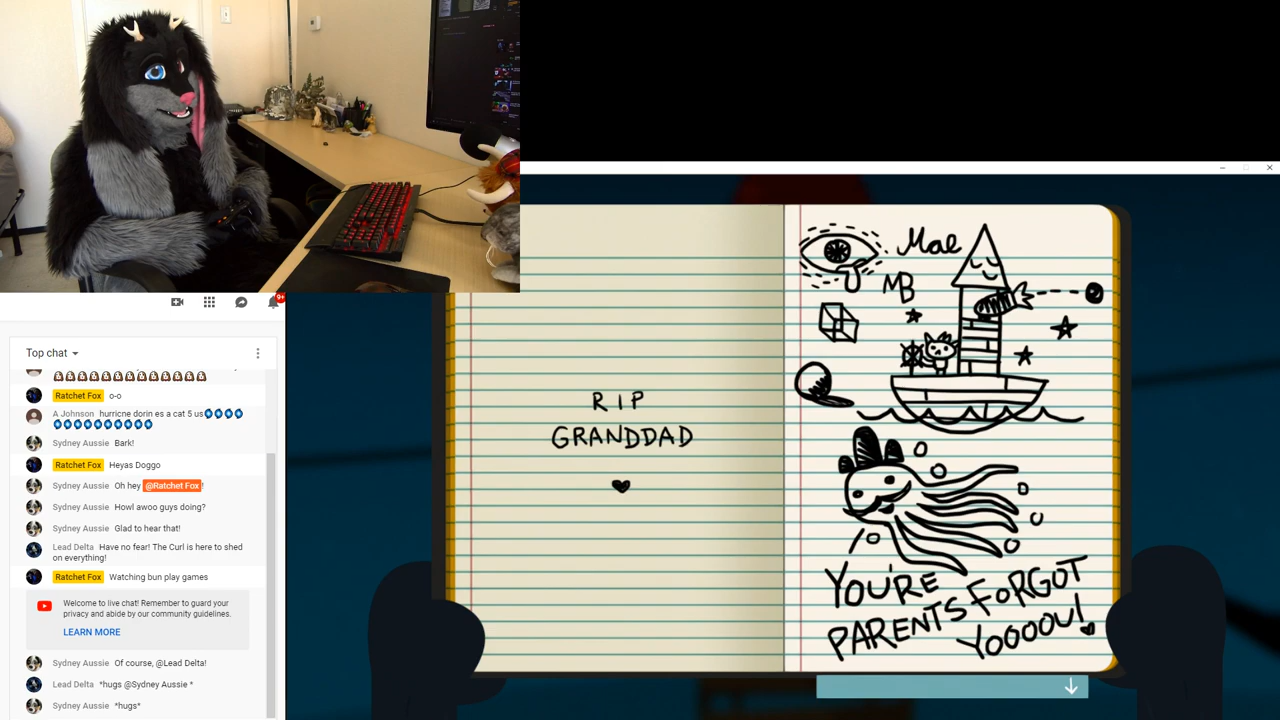 9+
Top chat
Ratchet Fox o-o
A Johnson hurricne dorin es a cat 5 us
Sydney Aussie Bark!
Ratchet Fox Heyas Doggo
Sydney Aussie Oh hey @Ratchet Fox!
Sydney Aussie Howl awoo guys doing?
Sydney Aussie Glad to hear that!
Lead Delta Have no fear! The Curl is here to shed
on everything!
Ratchet Fox Watching bun play games
Welcome to live chat! Remember to guard your
privacy and abide by our community guidelines.
LEARN MORE
Sydney Aussie Of course, @Lead Delta!
Lead Delta *hugs @Sydney Aussie *
Sydney Aussie *hugs*
RIP
GRANDDAD
Mae
MB
YOU'RE
PARENTS FORGOT
YOOOOU!